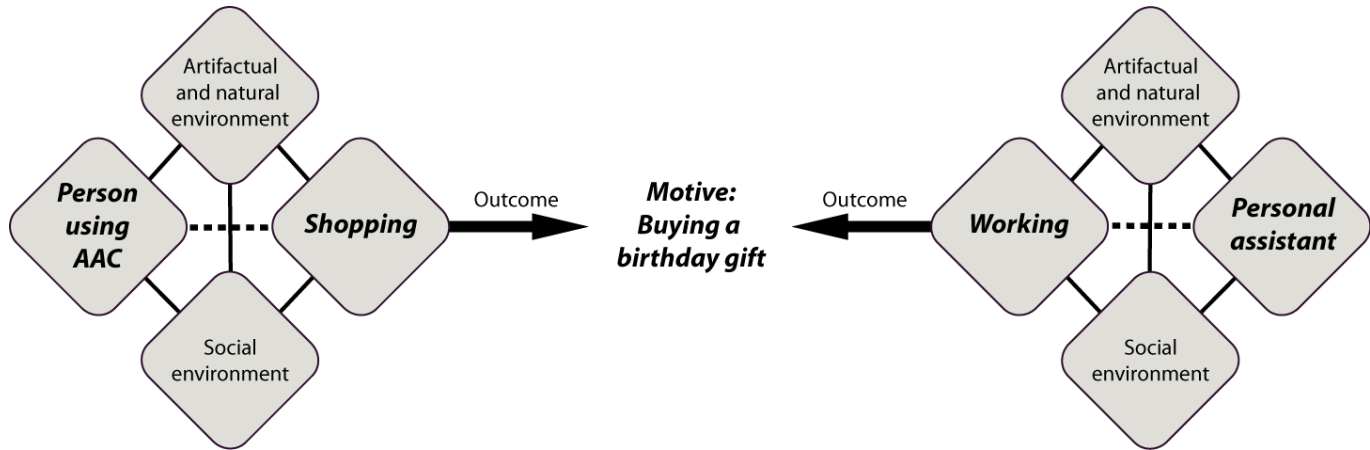 Artifactual
and natural
environment
Person
using
AAC
Shopping
Social
environment
Outcome
Motive:
Buying a
birthday gift
Outcome
Artifactual
and natural
environment
Working
Personal
assistant
Social
environment